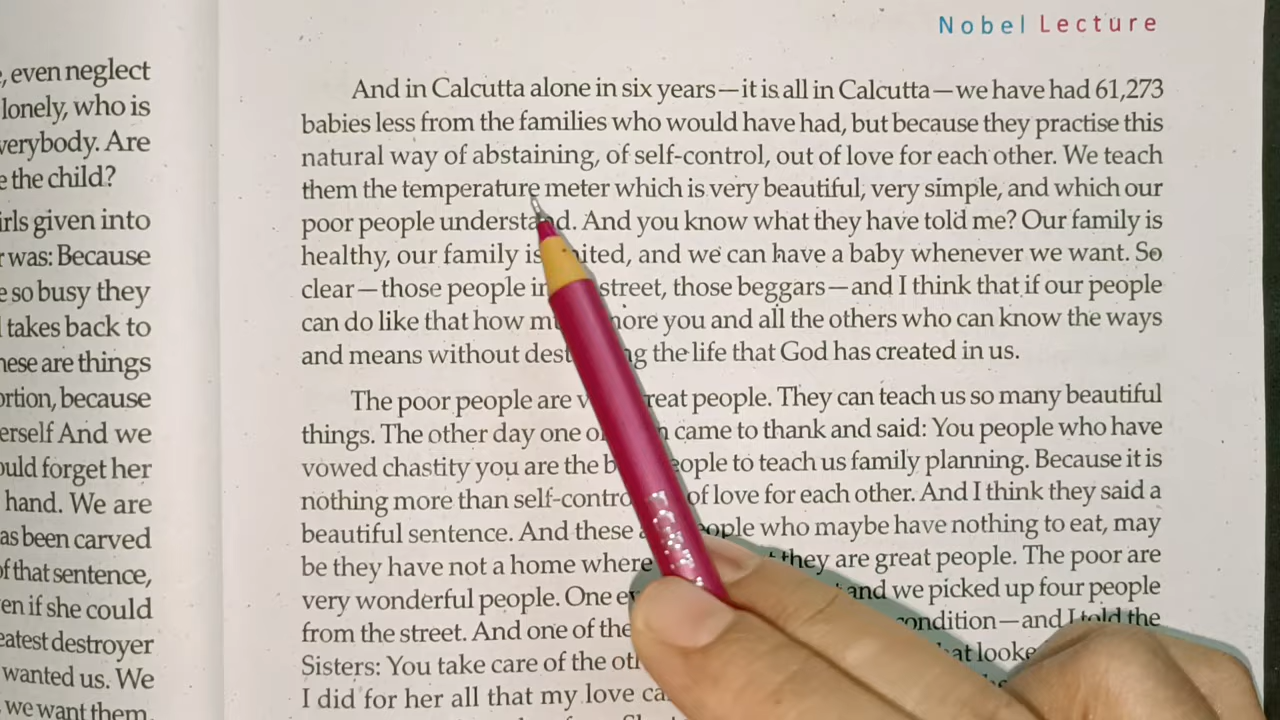 Nobel Lecture
, even neglect
lonely, who is
verybody. Are
e the child?
irls given into
r was: Because
e so busy they
takes back to
hese are things
ortion, because
erself And we
ould forget her
hand. We are
as been carved
of that sentence,
en if she could
eatest destroyer
wanted us. We
we want them.
And in Calcutta alone in six years—it is all in Calcutta—we have had 61,273
babies less from the families who would have had, but because they practise this
natural way of abstaining, of self-control, out of love for each other. We teach
them the temperature meter which is very beautiful, very simple, and which our
poor people understand. And you know what they have told me? Our family is
healthy, our family is united, and we can have a baby whenever we want. So
clear—those people in street, those beggars—and I think that if our people
can do like that how more you and all the others who can know the ways
and means without the life that God has created in us.
The poor people are great people. They can teach us so many beautiful
things. The other day one came to thank and said: You people who have
vowed chastity you are the people to teach us family planning. Because it is
nothing more than self-control of love for each other. And I think they said a
beautiful sentence. And these people who maybe have nothing to eat, may
be they have not a home where they are great people. The poor are
very wonderful people. One and we picked up four people
from the street. And one of the condition—and I told the
Sisters: You take care of the
I did for her all that my love